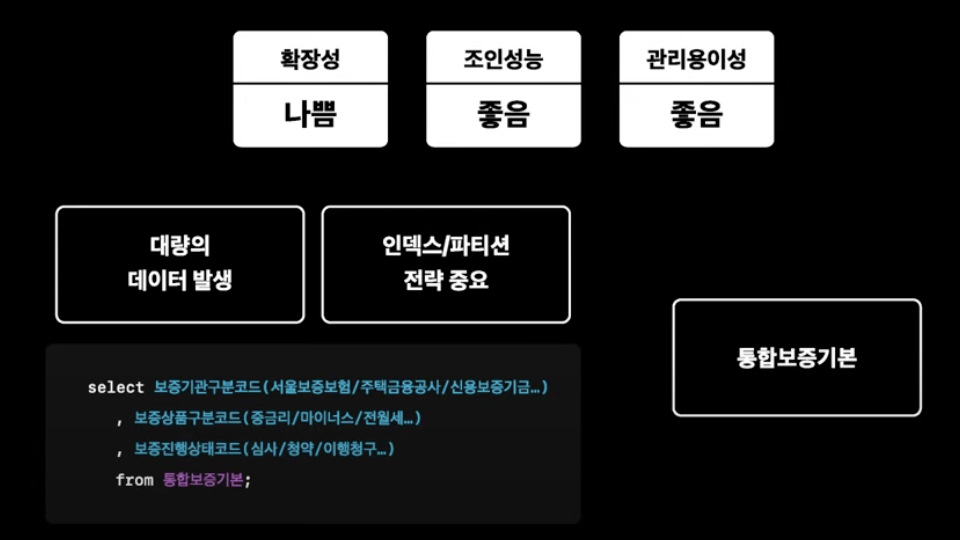 확장성
나쁨
조인성능
좋음
관리용이성
좋음
대량의
데이터 발생
인덱스/파티션
전략 중요
통합보증기본
select 보증기관구분코드(서울보증보험/주택금융공사/신용보증기금…)
, 보증상품구분코드(중금리/마이너스/전월세…)
, 보증진행상태코드(심사/청약/이행청구…)
from 통합보증기본;